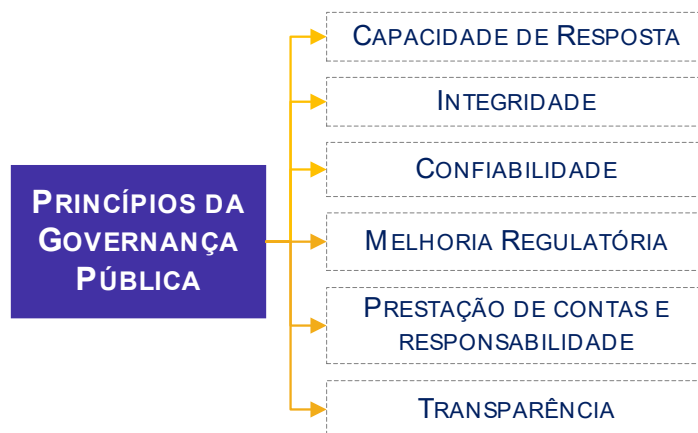 CAPACIDADE DE RESPOSTA
INTEGRIDADE
CONFIABILIDADE
PRINCÍPIOS DA
GOVERNANÇA
PÚBLICA
MELHORIA REGULATÓRIA
PRESTAÇÃO DE CONTAS E
RESPONSABILIDADE
TRANSPARÊNCIA